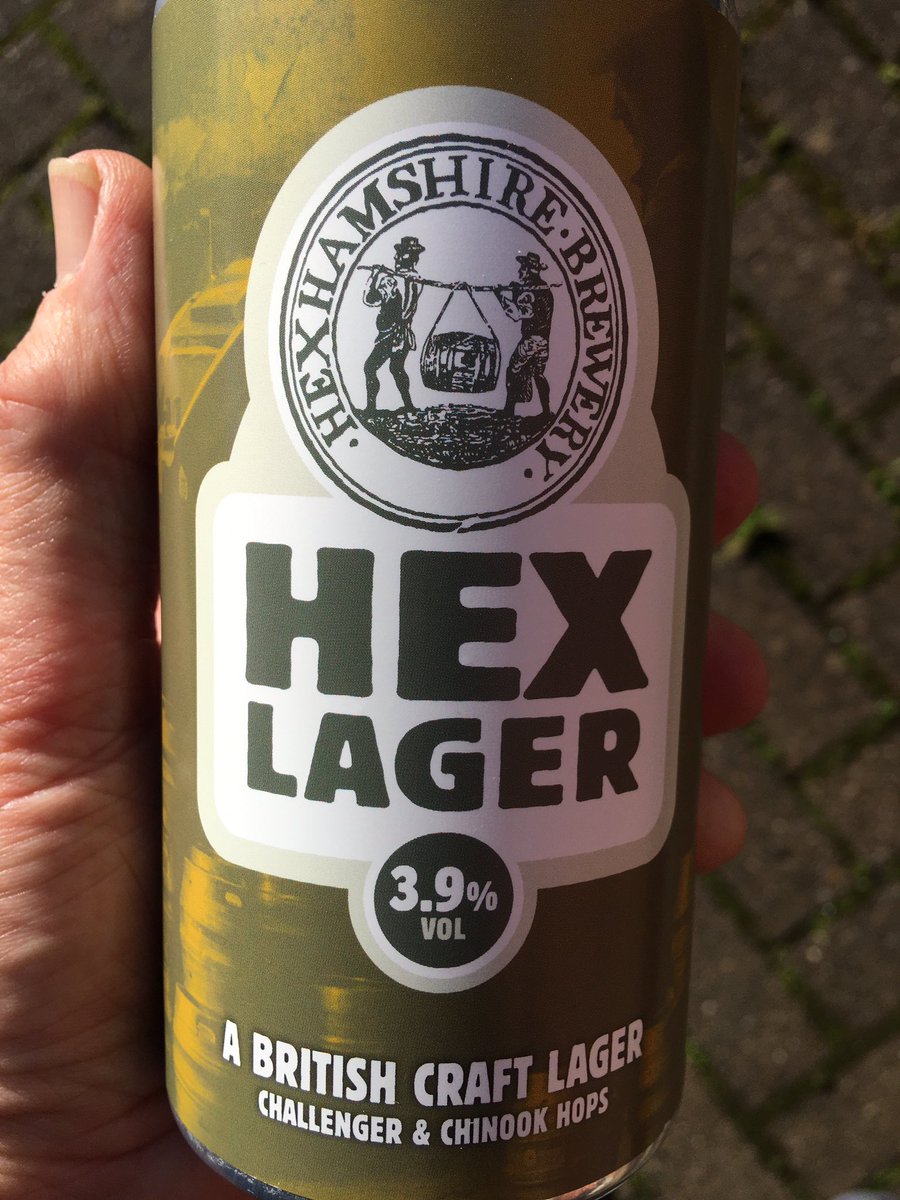 ·HEXHAMSHIRE·BREWERY·
HEX
LAGER
3.9%
VOL
A BRITISH CRAFT LAGER
CHALLENGER & CHINOOK HOPS